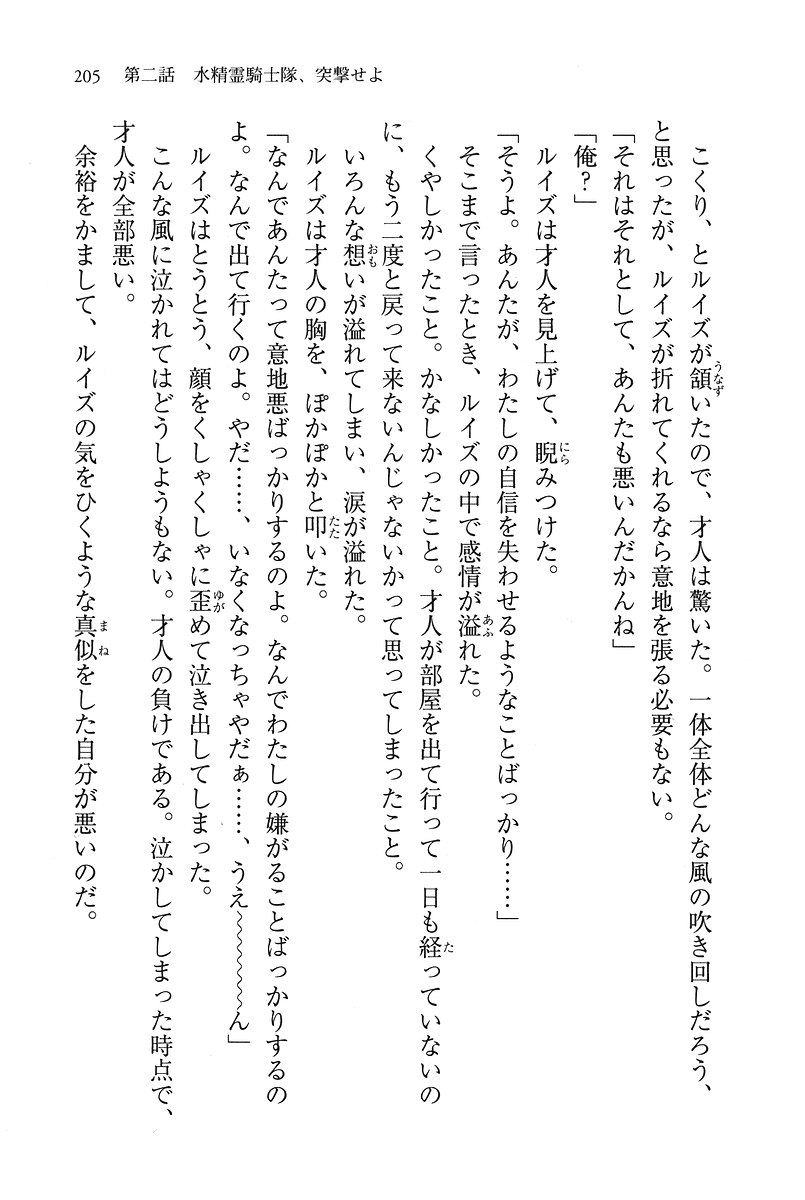 205　第二話　水精霊騎士隊、突撃せよ
　こくり、とルイズが頷いたので、才人は驚いた。一体全体どんな風の吹き回しだろう、
と思ったが、ルイズが折れてくれるなら意地を張る必要もない。
「それはそれとして、あんたも悪いんだかんね」
「俺？」
　ルイズは才人を見上げて、睨みつけた。
「そうよ。あんたが、わたしの自信を失わせるようなことばっかり……」
　そこまで言ったとき、ルイズの中で感情が溢れた。
　くやしかったこと。かなしかったこと。才人が部屋を出て行って一日も経っていないの
に、もう二度と戻って来ないんじゃないかって思ってしまったこと。
　いろんな想いが溢れてしまい、涙が溢れた。
　ルイズは才人の胸を、ぽかぽかと叩いた。
「なんであんたって意地悪ばっかりするのよ。なんでわたしの嫌がることばっかりするの
よ。なんで出て行くのよ。やだ……、いなくなっちゃやだぁ……、うえ〜〜〜〜〜〜ん」
　ルイズはとうとう、顔をくしゃくしゃに歪めて泣き出してしまった。
　こんな風に泣かれてはどうしようもない。才人の負けである。泣かしてしまった時点で、
才人が全部悪い。
　余裕をかまして、ルイズの気をひくような真似をした自分が悪いのだ。